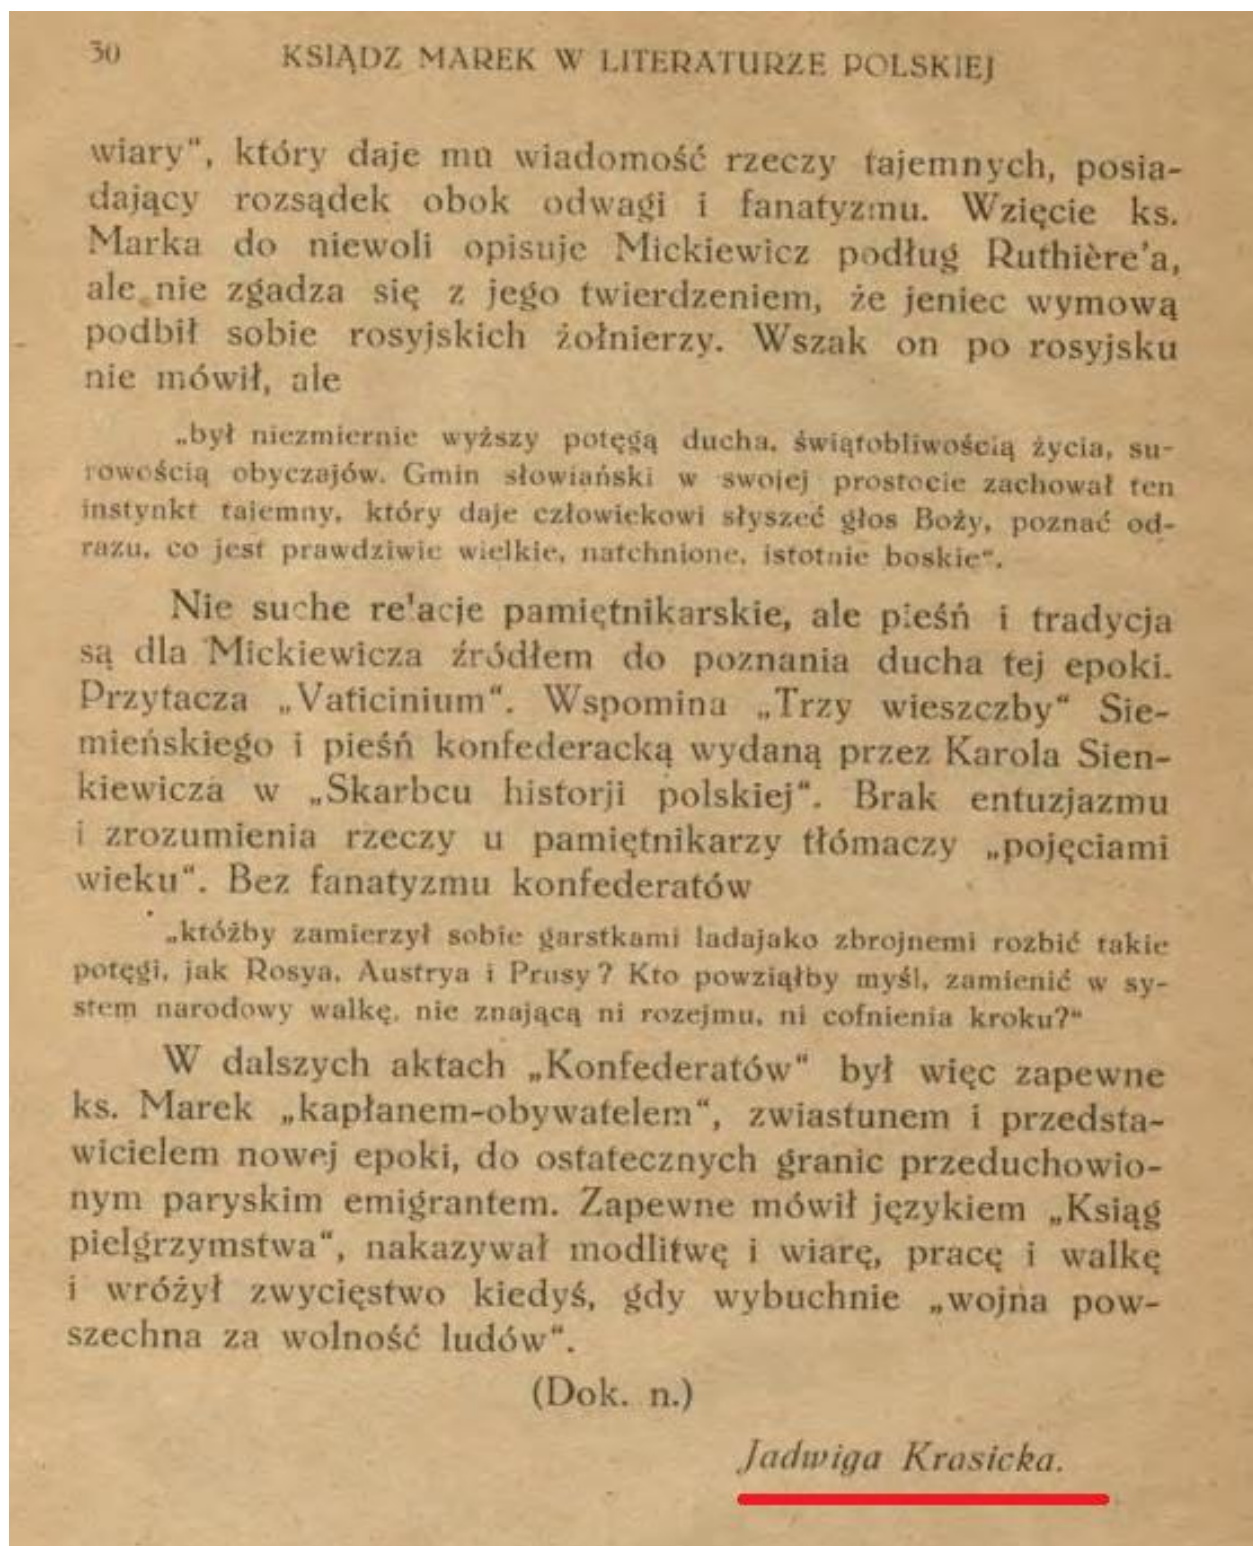 30 KSIĄDZ MAREK W LITERATURZE POLSKIEJ
wiary“, który daje mu wiadomość rzeczy tajemnych, posia-
dający rozsądek obok odwagi i fanatyzmu. Wzięcie ks.
Marka do niewoli opisuje Mickiewicz podług Ruthière'a,
ale nie zgadza się z jego twierdzeniem, że jeniec wymową
podbił sobie rosyjskich żołnierzy. Wszak on po rosyjsku
nie mówił, ale
„był niezmiernie wyższy potęgą ducha, świątobliwością życia, su-
rowością obyczajów. Gmin słowiański w swojej prostocie zachował ten
instynkt tajemny, który daje człowiekowi słyszeć głos Boży, poznać od-
razu, co jest prawdziwie wielkie, natchnione, istotnie boskie“.
Nie suche relacje pamiętnikarskie, ale pieśń i tradycja
są dla Mickiewicza źródłem do poznania ducha tej epoki.
Przytacza „Vaticinium“. Wspomina „Trzy wieszczby“ Sie-
mieńskiego i pieśń konfederacką wydaną przez Karola Sien-
kiewicza w „Skarbcu historji polskiej“. Brak entuzjazmu
i zrozumienia rzeczy u pamiętnikarzy tłómaczy „pojęciami
wieku“. Bez fanatyzmu konfederatów
„któżby zamierzył sobie garstkami ladajako zbrojnemi rozbić takie
potęgi, jak Rosya, Austrya i Prusy? Kto powziąłby myśl, zamienić w sy-
stem narodowy walkę, nie znającą ni rozejmu, ni cofnienia kroku?“
W dalszych aktach „Konfederatów“ był więc zapewne
ks. Marek „kapłanem-obywatelem“, zwiastunem i przedsta-
wicielem nowej epoki, do ostatecznych granic przeduchowio-
nym paryskim emigrantem. Zapewne mówił językiem „Ksiąg
pielgrzymstwa“, nakazywał modlitwę i wiarę, pracę i walkę
i wróżył zwycięstwo kiedyś, gdy wybuchnie „wojna pow-
szechna za wolność ludów“.
(Dok. n.)
Jadwiga Krasicka.